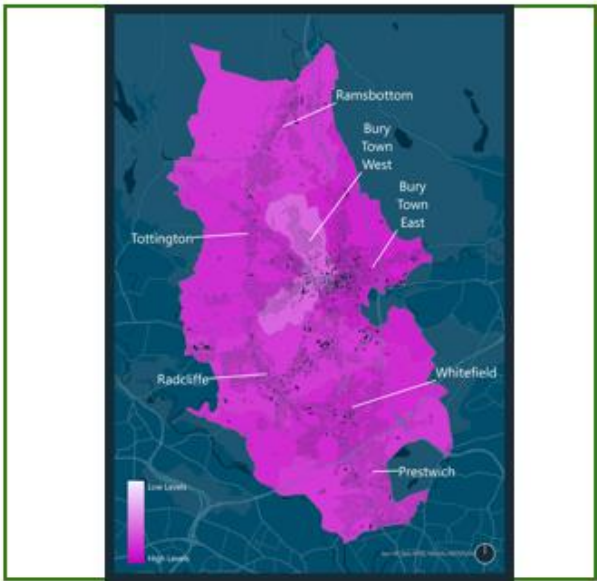 Ramsbottom
Bury
Town
West
Bury
Town
East
Tottington
Radcliffe
Whitefield
Prestwich
Low Levels
High Levels